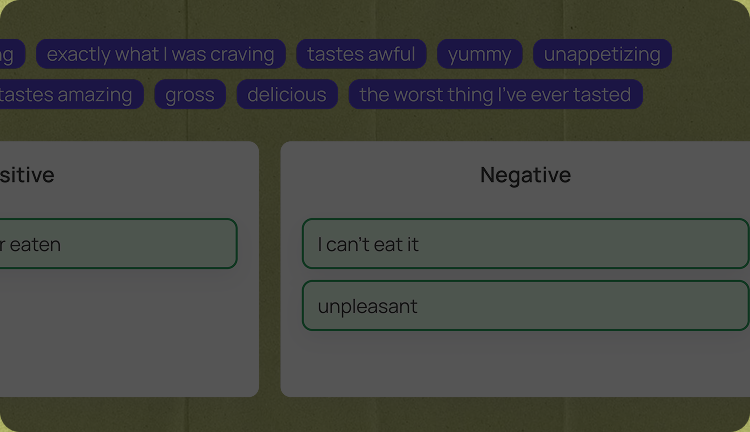 ng exactly what I was craving tastes awful yummy unappetizing
tastes amazing gross delicious the worst thing I've ever tasted
sitive Negative
r eaten I can't eat it
unpleasant